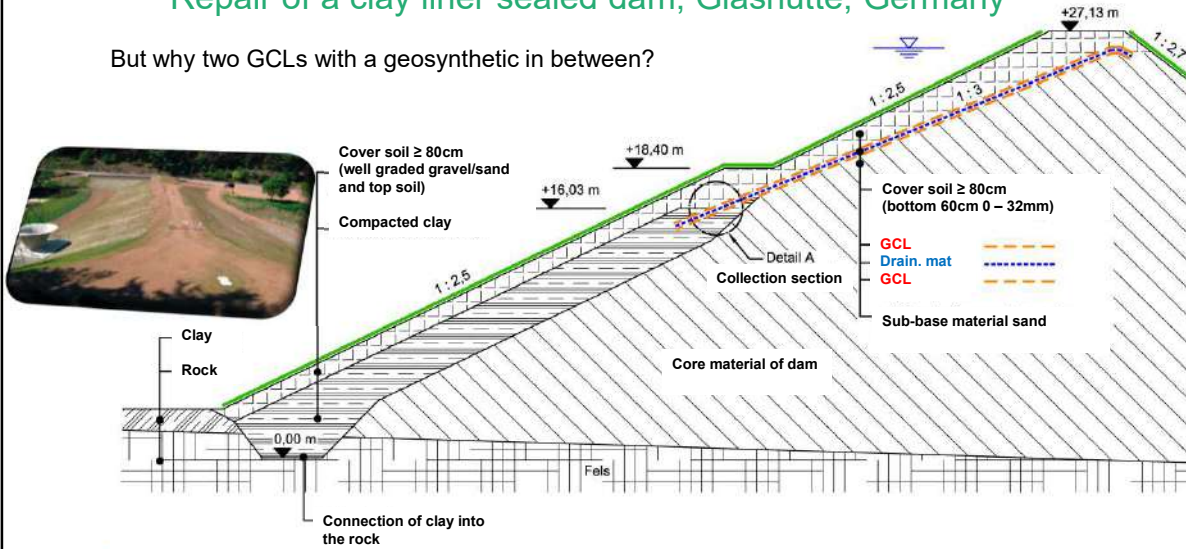 Repair of a clay liner sealed dam, Glashütte, Germany
But why two GCLs with a geosynthetic in between?
+27,13 m
1:2,7
1:2,5
1:3
Cover soil ≥ 80cm
(well graded gravel/sand
and top soil)
Compacted clay
+18,40 m
+16,03 m
Cover soil ≥ 80cm
(bottom 60cm 0 – 32mm)
GCL
Drain. mat
GCL
Sub-base material sand
Detail A
Collection section
1:2,5
Clay
Rock
Core material of dam
0,00 m
Fels
Connection of clay into
the rock